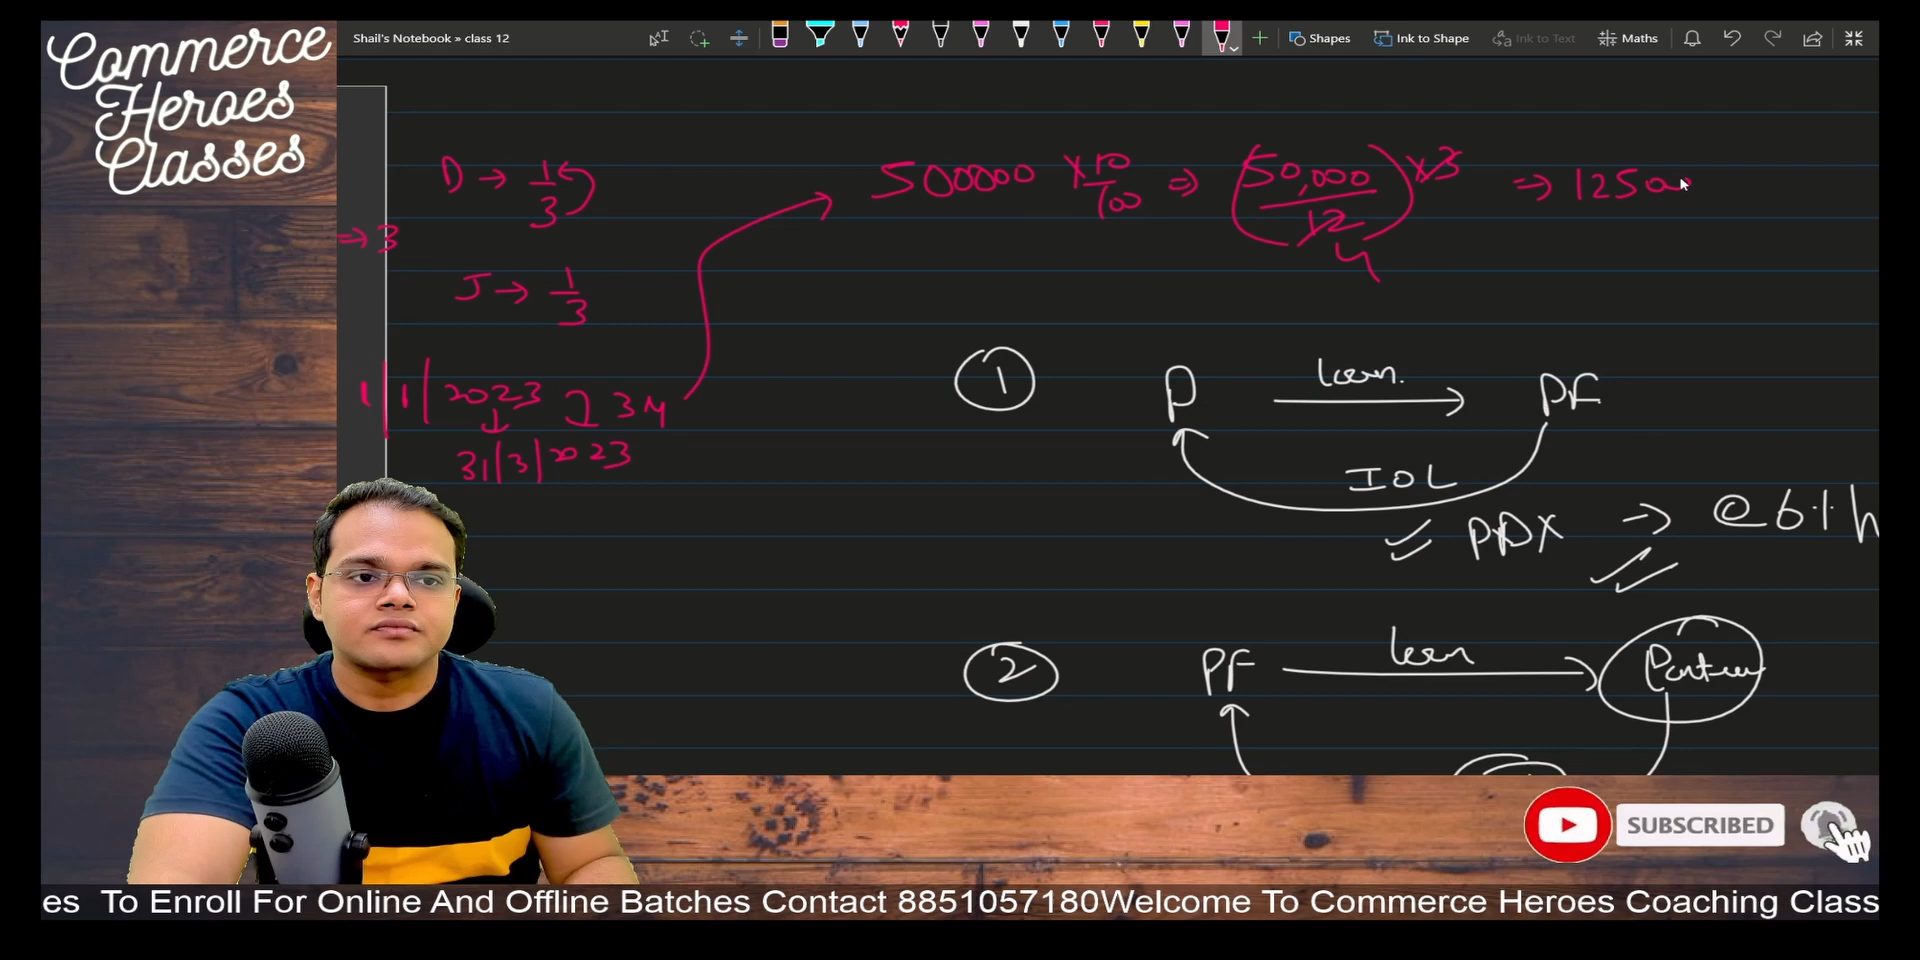 Commerce
Heroes
Classes
Shail's Notebook » class 12
Shapes
Ink to Shape
Ink to Text
Maths
D → 1/3
500000 × 10/100 ⇒ (50,000/12) × 3 ⇒ 12500
4
⇒ 3
J → 1/3
1 P loan PF
1/1/2023 3M
↓
31/3/2023
IOL
PDX → @ 6%
2 PF loan Partner
SUBSCRIBED
es To Enroll For Online And Offline Batches Contact 8851057180Welcome To Commerce Heroes Coaching Class